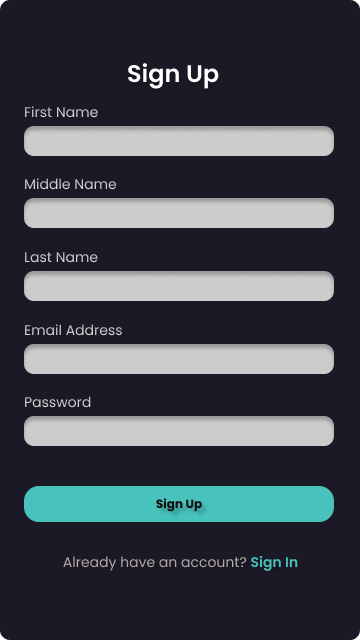 Sign Up
First Name
Middle Name
Last Name
Email Address
Password
Sign Up
Already have an account? Sign In